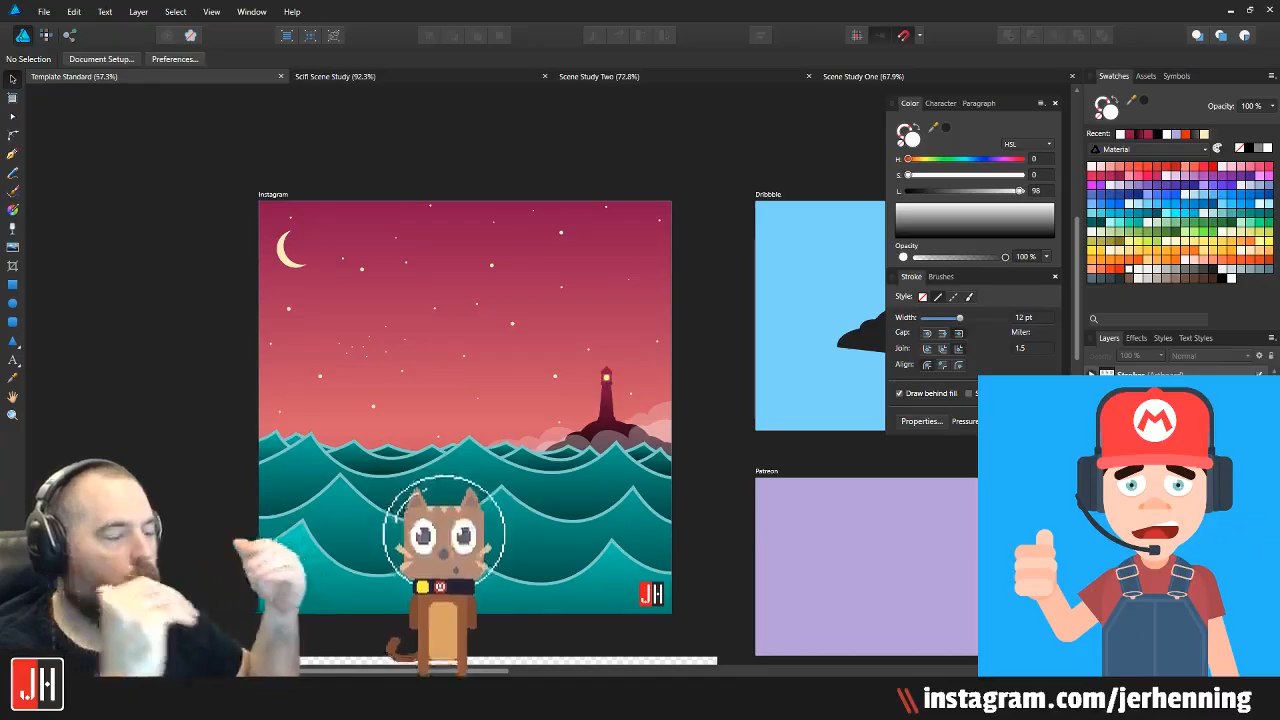 File Edit Text Layer Select View Window Help
No Selection Document Setup... Preferences...
Template Standard (57.3%) Scifi Scene Study (92.3%) Scene Study Two (72.8%) Scene Study One (67.9%)
Swatches Assets Symbols
Opacity: 100 %
Recent:
Material
Color Character Paragraph
HSL
H: 0
S: 0
L: 98
Opacity
100 %
Stroke Brushes
Style:
Width: 12 pt
Cap: Miter:
Join: 1.5
Align:
Draw behind fill
Properties... Pressure
Layers Effects Styles Text Styles
Opacity 100 % Normal
Instagram
Dribbble
Patreon
JH
M
JH
\\ instagram.com/jerhenning